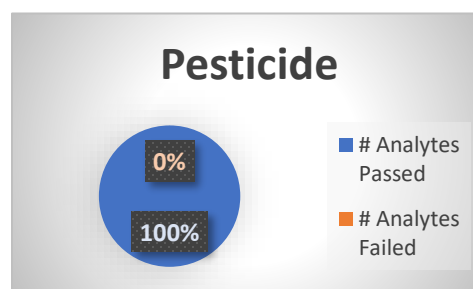 Pesticide
0%
100%
# Analytes
Passed
# Analytes
Failed